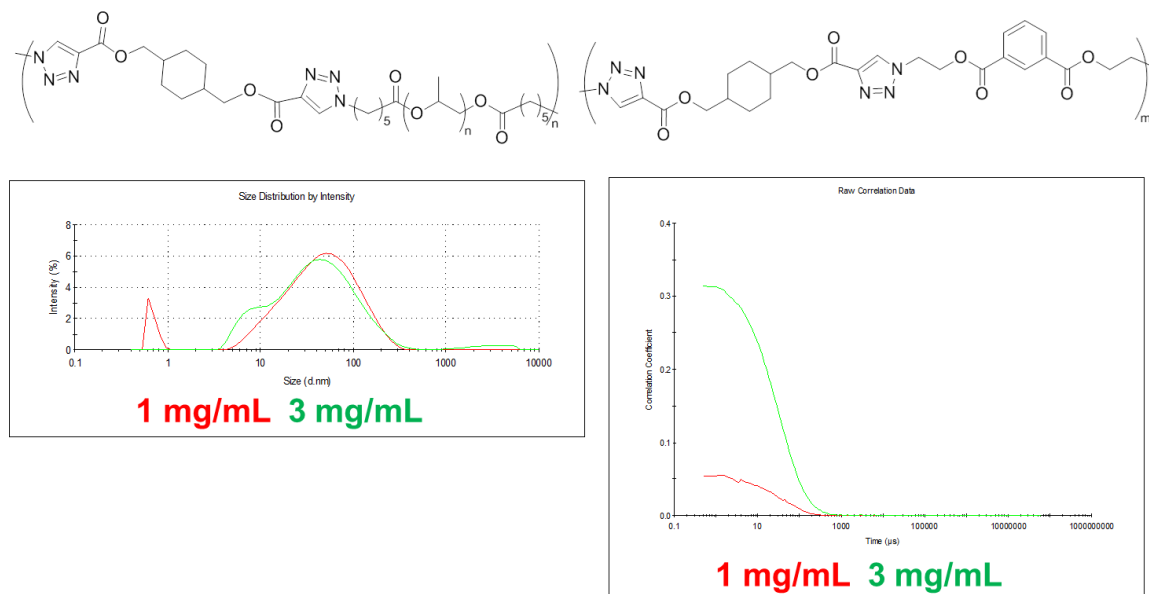 O
O
N
N=N
O
O
N=N
N
5
O
O
n
O
O
5
n
N=N
N
O
O
O
O
N
N=N
O
O
O
O
m
Size Distribution by Intensity
8
6
4
2
0
Intensity (%)
0.1 1 10 100 1000 10000
Size (d.nm)
1 mg/mL 3 mg/mL
Raw Correlation Data
0.4
0.3
0.2
0.1
0.0
Correlation Coefficient
0.1 10 1000 100000 10000000 1000000000
Time (µs)
1 mg/mL 3 mg/mL